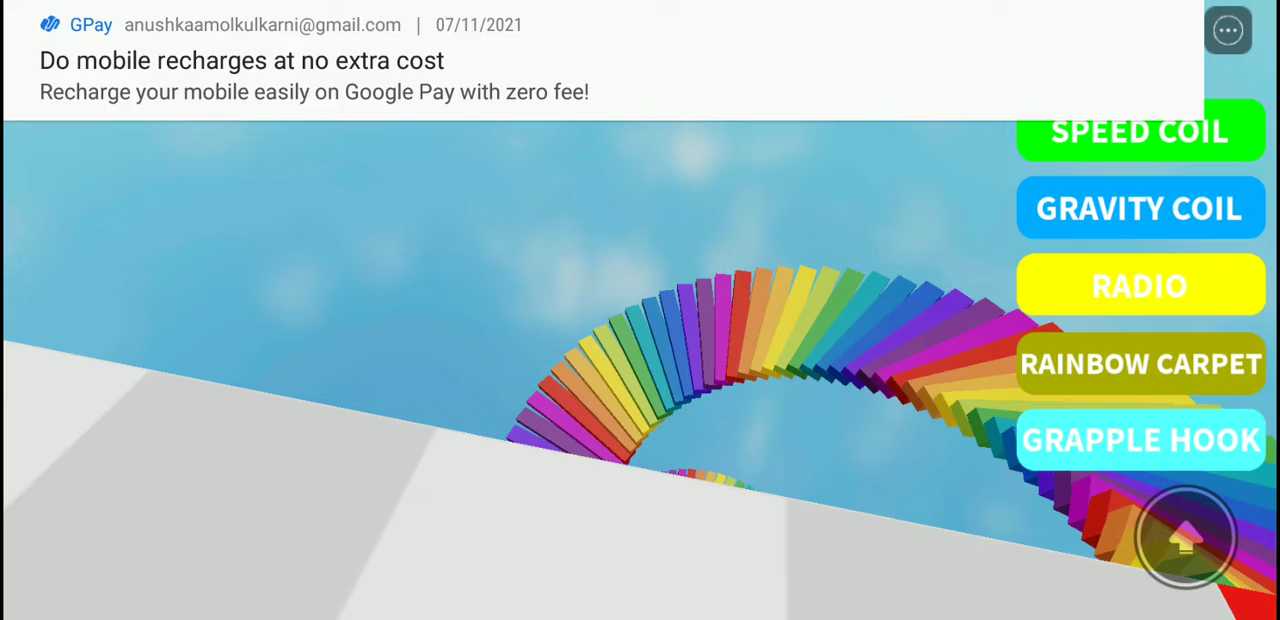 GPay anushkaamolkulkarni@gmail.com | 07/11/2021
Do mobile recharges at no extra cost
Recharge your mobile easily on Google Pay with zero fee!
SPEED COIL
GRAVITY COIL
RADIO
RAINBOW CARPET
GRAPPLE HOOK